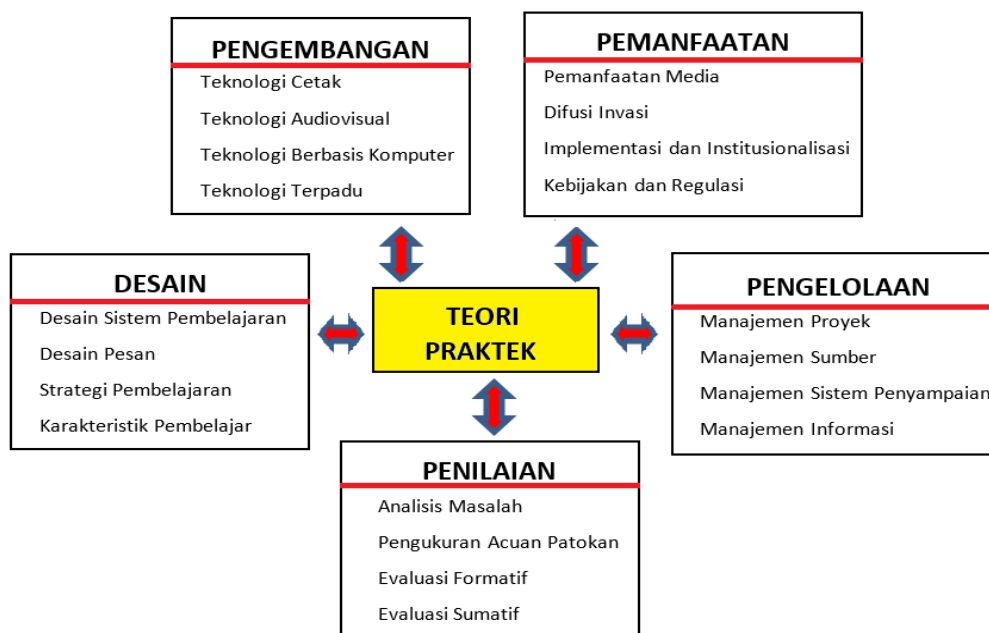 PENGEMBANGAN
Teknologi Cetak
Teknologi Audiovisual
Teknologi Berbasis Komputer
Teknologi Terpadu
PEMANFAATAN
Pemanfaatan Media
Difusi Invasi
Implementasi dan Institusionalisasi
Kebijakan dan Regulasi
DESAIN
Desain Sistem Pembelajaran
Desain Pesan
Strategi Pembelajaran
Karakteristik Pembelajar
TEORI
PRAKTEK
PENGELOLAAN
Manajemen Proyek
Manajemen Sumber
Manajemen Sistem Penyampaian
Manajemen Informasi
PENILAIAN
Analisis Masalah
Pengukuran Acuan Patokan
Evaluasi Formatif
Evaluasi Sumatif